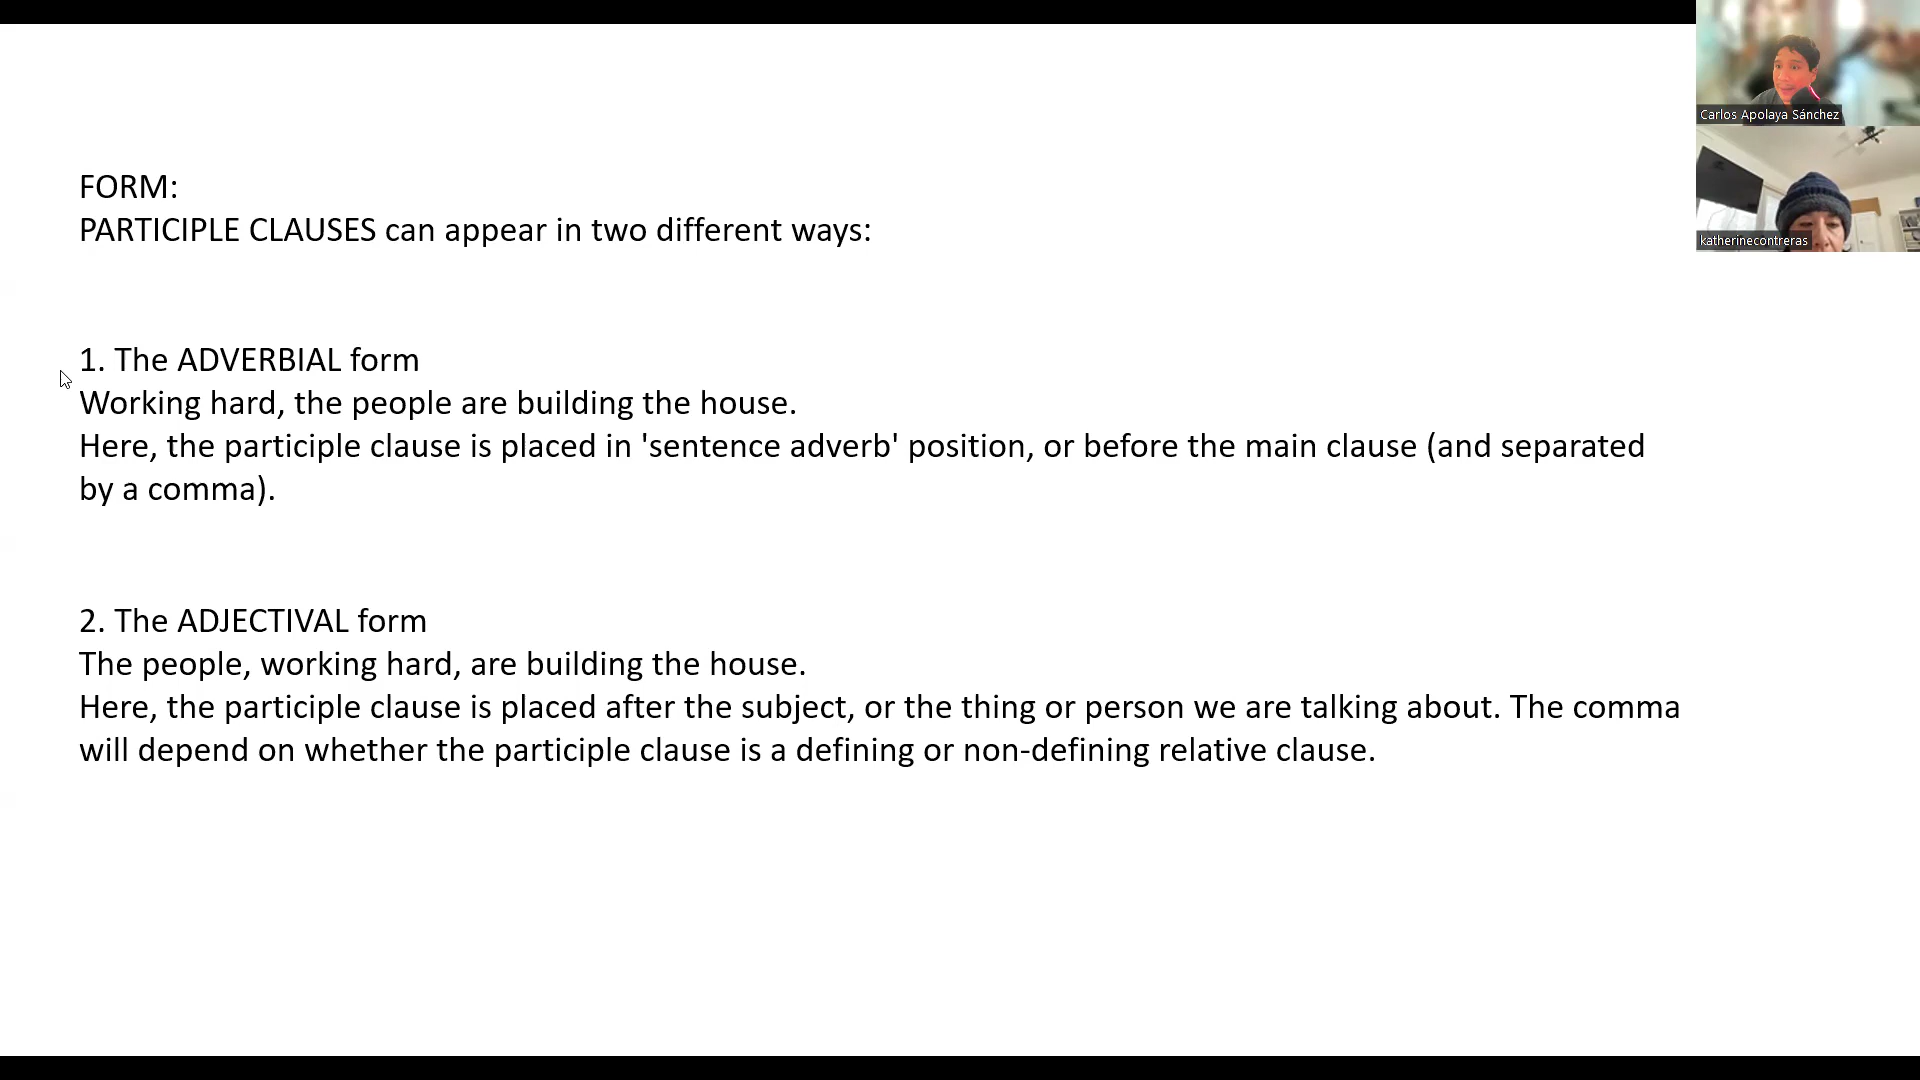 FORM:
PARTICIPLE CLAUSES can appear in two different ways:
1. The ADVERBIAL form
Working hard, the people are building the house.
Here, the participle clause is placed in 'sentence adverb' position, or before the main clause (and separated
by a comma).
2. The ADJECTIVAL form
The people, working hard, are building the house.
Here, the participle clause is placed after the subject, or the thing or person we are talking about. The comma
will depend on whether the participle clause is a defining or non-defining relative clause.
Carlos Apolaya Sánchez
katherinecontreras